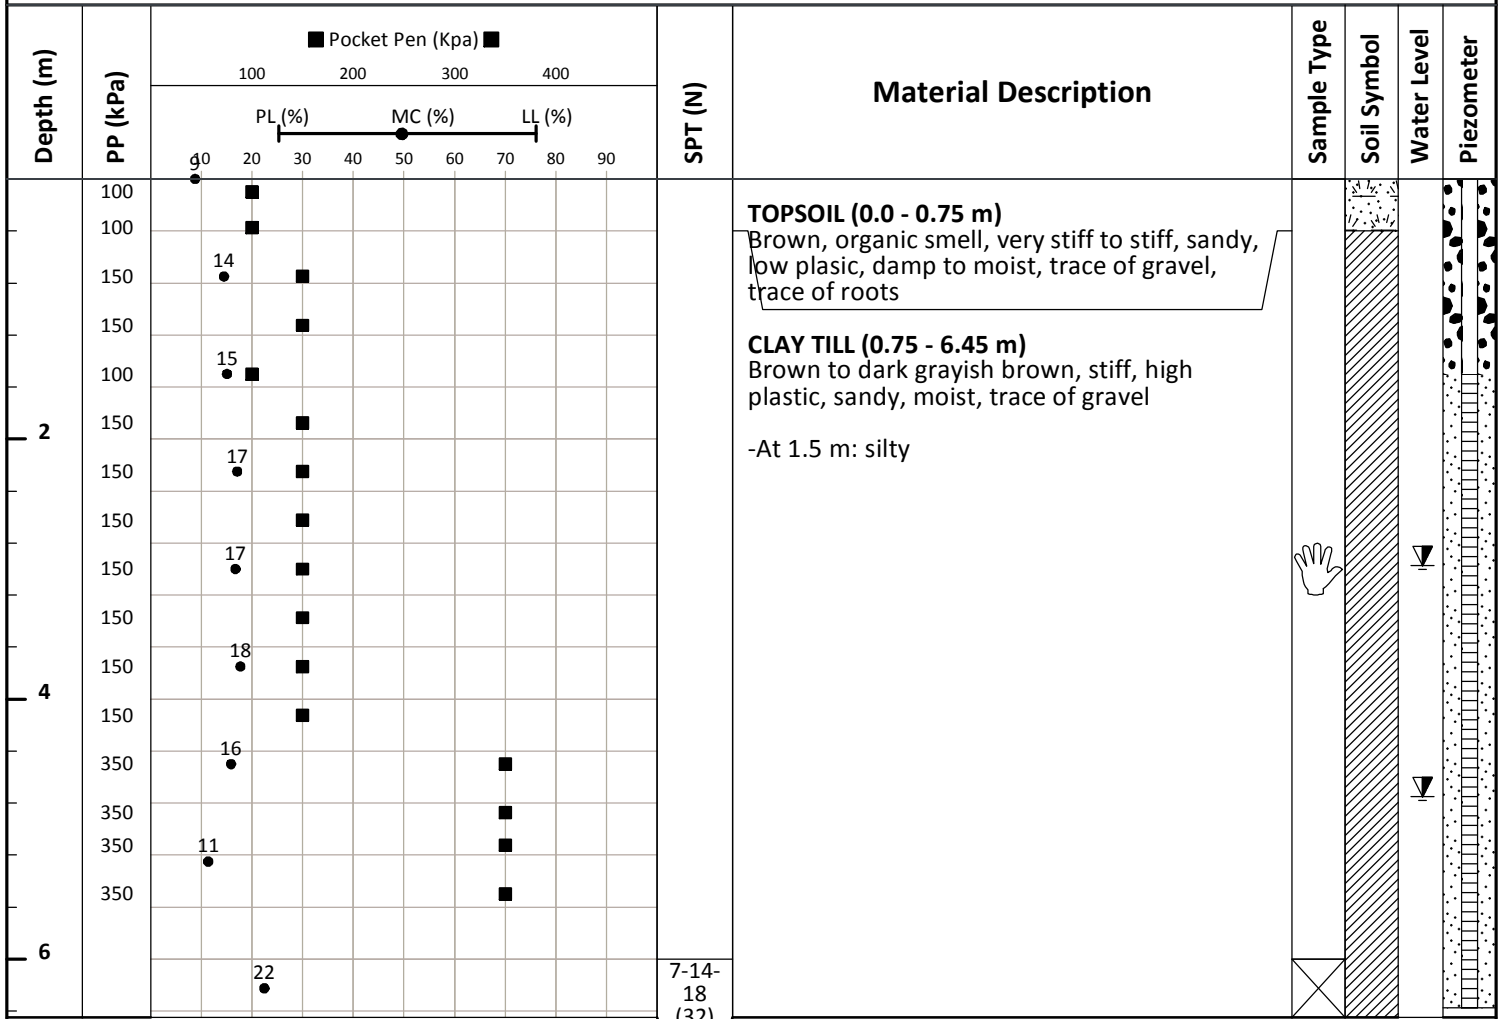 Depth (m)
PP (kPa)
Pocket Pen (Kpa)
100 200 300 400
PL (%) MC (%) LL (%)
10 20 30 40 50 60 70 80 90
SPT (N)
Material Description
Sample Type
Soil Symbol
Water Level
Piezometer
9
100
100
TOPSOIL (0.0 - 0.75 m)
Brown, organic smell, very stiff to stiff, sandy,
low plasic, damp to moist, trace of gravel,
trace of roots
14
150
150
CLAY TILL (0.75 - 6.45 m)
Brown to dark grayish brown, stiff, high
plastic, sandy, moist, trace of gravel
15
100
150
2
-At 1.5 m: silty
17
150
150
17
150
150
18
150
4
150
16
350
350
11
350
350
6
22
7-14-
18
(32)